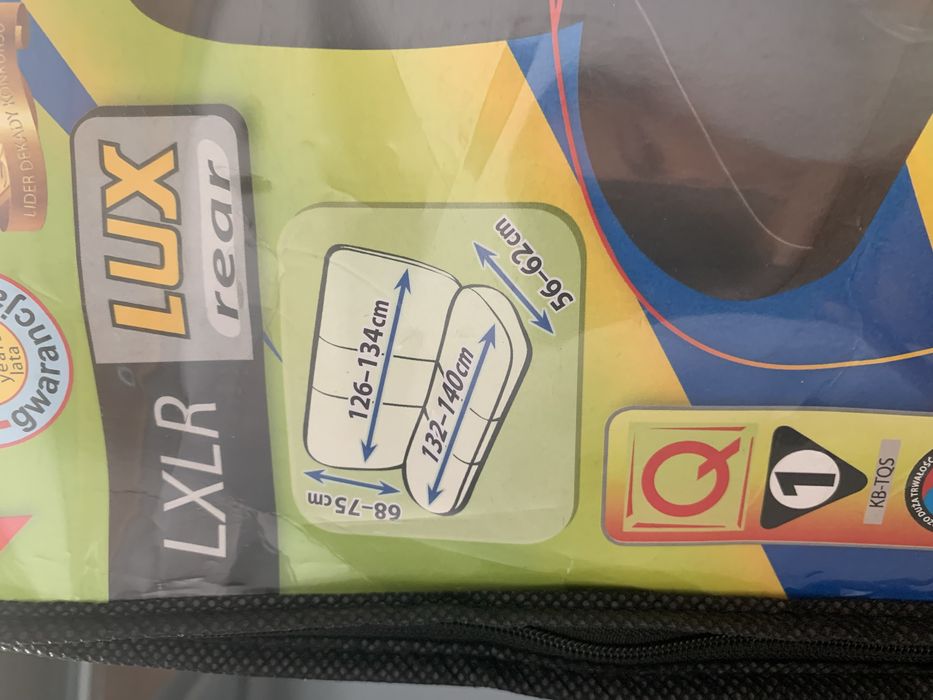 LIDER DEKADY KONKURSU
gwarancja
lata
LUX
rear
LXLR
126–134cm
132–140cm
56–62cm
68–75cm
Q
1
KB-TQS
TRWAŁOŚĆ